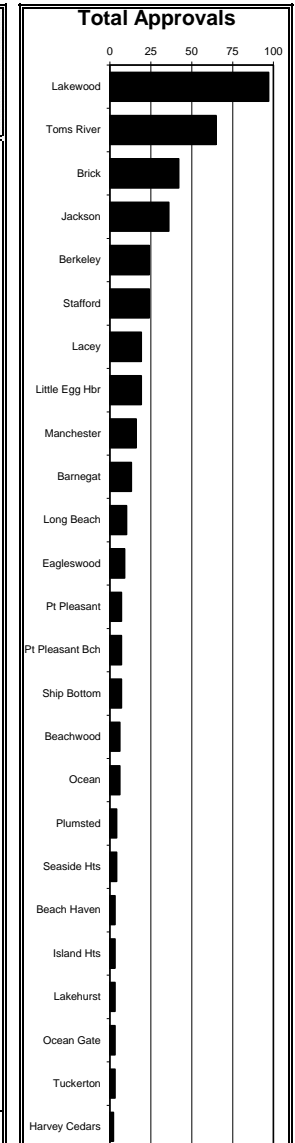 Total Approvals
0 25 50 75 100
Lakewood
Toms River
Brick
Jackson
Berkeley
Stafford
Lacey
Little Egg Hbr
Manchester
Barnegat
Long Beach
Eagleswood
Pt Pleasant
Pt Pleasant Bch
Ship Bottom
Beachwood
Ocean
Plumsted
Seaside Hts
Beach Haven
Island Hts
Lakehurst
Ocean Gate
Tuckerton
Harvey Cedars